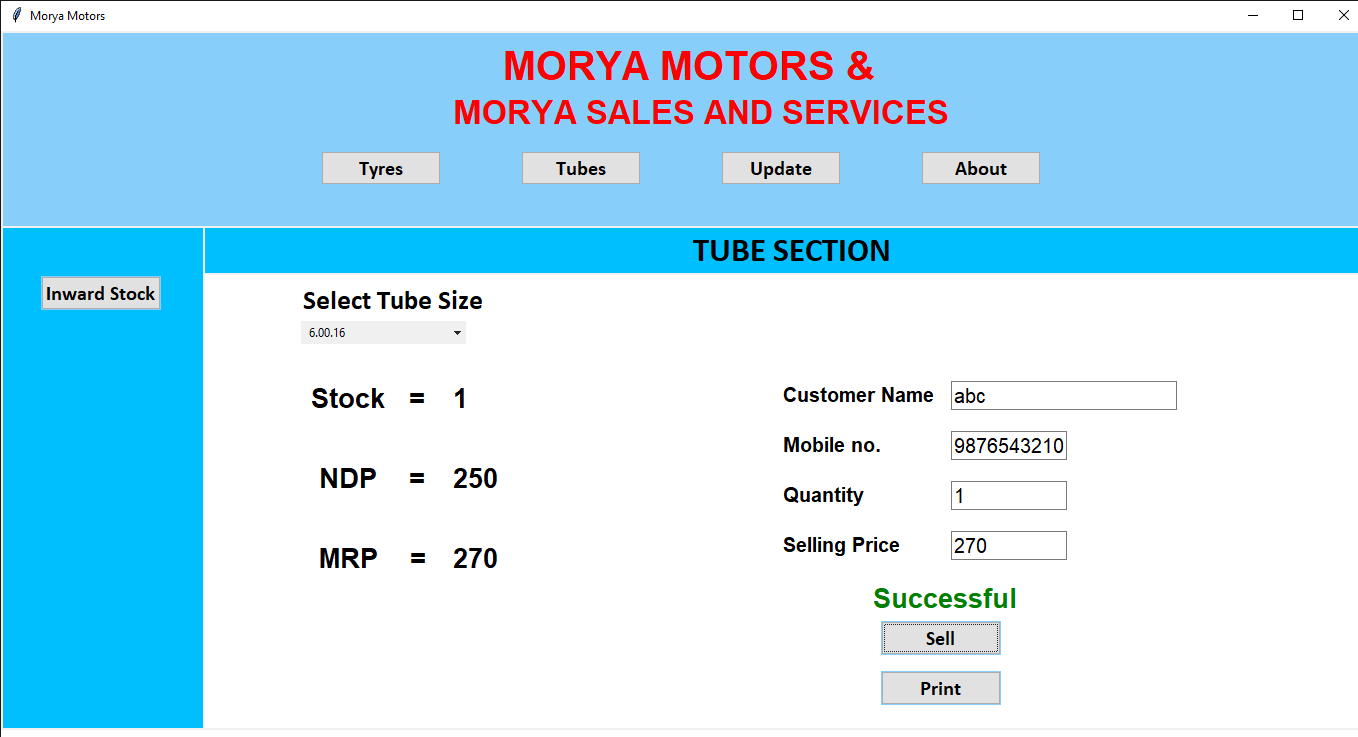 Morya Motors
MORYA MOTORS &
MORYA SALES AND SERVICES
Tyres Tubes Update About
TUBE SECTION
Inward Stock
Select Tube Size
6.00.16
Stock = 1
NDP = 250
MRP = 270
Customer Name abc
Mobile no. 9876543210
Quantity 1
Selling Price 270
Successful
Sell
Print